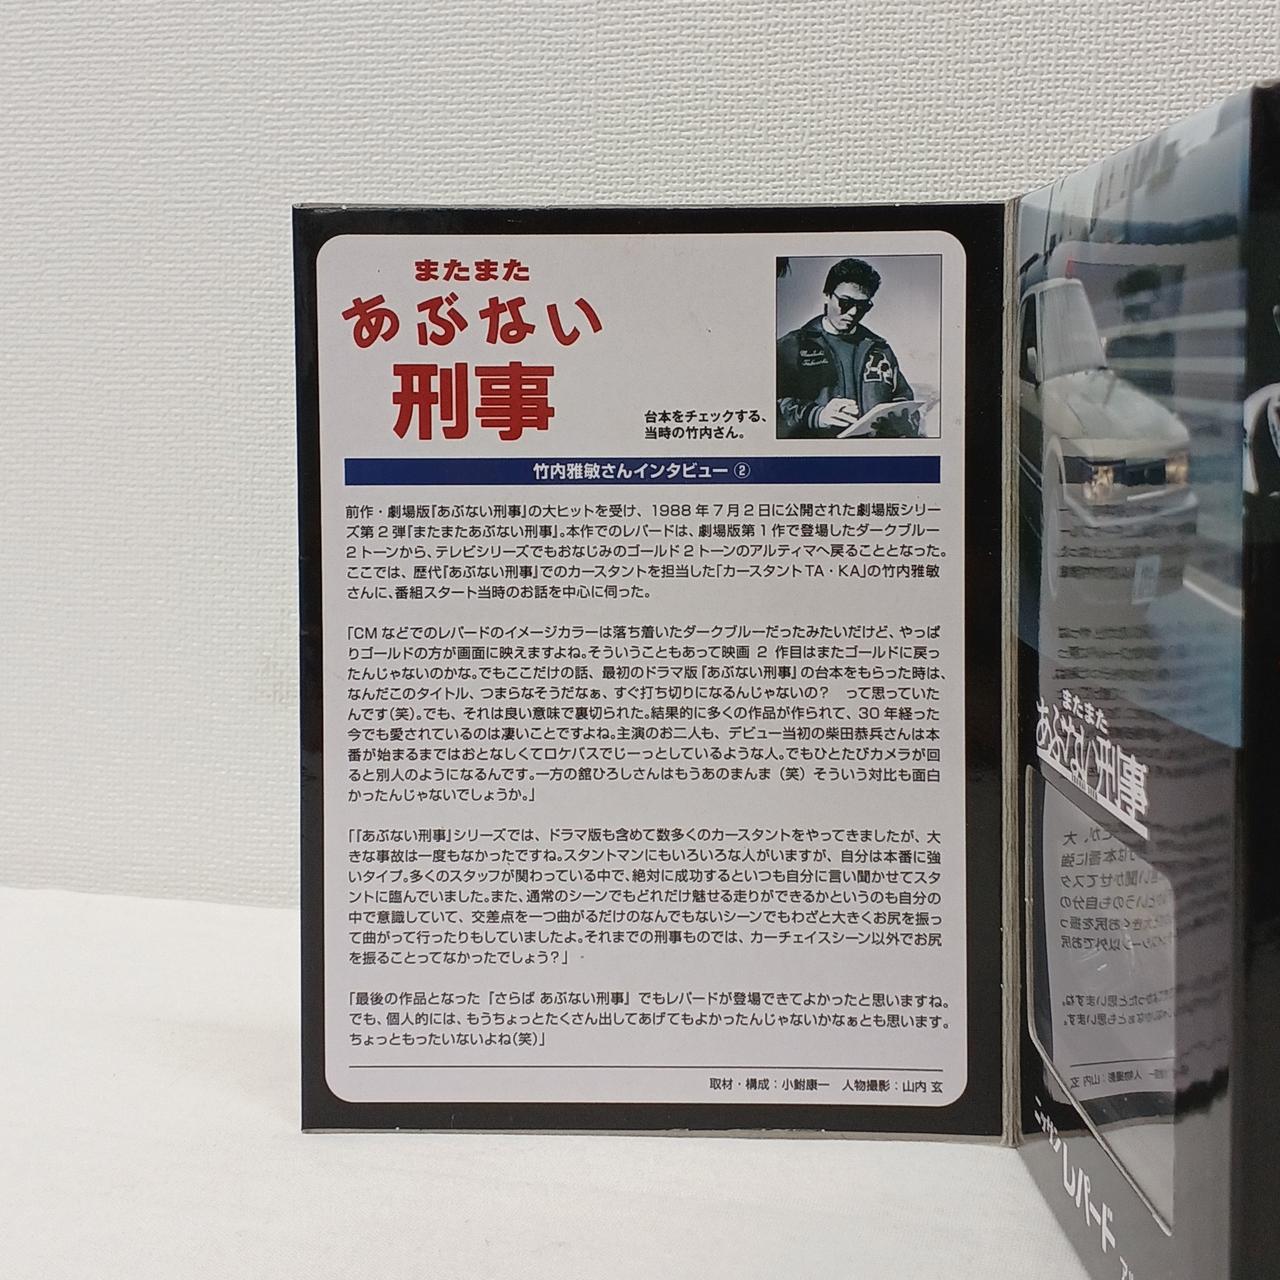 またまた
あぶない
刑事
台本をチェックする、
当時の竹内さん。
竹内雅敏さんインタビュー ②
前作・劇場版『あぶない刑事』の大ヒットを受け、1988年7月2日に公開された劇場版シリー
ズ第2弾『またまたあぶない刑事』。本作でのレパードは、劇場版第1作で登場したダークブルー
2トーンから、テレビシリーズでもおなじみのゴールド2トーンのアルティマへ戻ることとなった。
ここでは、歴代『あぶない刑事』でのカースタントを担当した「カースタントTA・KA」の竹内雅敏
さんに、番組スタート当時のお話を中心に伺った。
「CMなどでのレパードのイメージカラーは落ち着いたダークブルーだったみたいだけど、やっぱ
りゴールドの方が画面に映えますよね。そういうこともあって映画 2 作目はまたゴールドに戻っ
たんじゃないのかな。でもここだけの話、最初のドラマ版『あぶない刑事』の台本をもらった時は、
なんだこのタイトル、つまらなそうだなぁ、すぐ打ち切りになるんじゃないの？　って思っていた
んです(笑)。でも、それは良い意味で裏切られた。結果的に多くの作品が作られて、30年経った
今でも愛されているのは凄いことですよね。主演のお二人も、デビュー当初の柴田恭兵さんは本
番が始まるまではおとなしくてロケバスでじーっとしているような人。でもひとたびカメラが回
ると別人のようになるんです。一方の舘ひろしさんはもうあのまんま（笑）そういう対比も面白
かったんじゃないでしょうか。」
「『あぶない刑事』シリーズでは、ドラマ版も含めて数多くのカースタントをやってきましたが、大
きな事故は一度もなかったですね。スタントマンにもいろいろな人がいますが、自分は本番に強
いタイプ。多くのスタッフが関わっている中で、絶対に成功するといつも自分に言い聞かせてスタ
ントに臨んでいました。また、通常のシーンでもどれだけ魅せる走りができるかというのも自分の
中で意識していて、交差点を一つ曲がるだけのなんでもないシーンでもわざと大きくお尻を振っ
て曲がって行ったりもしていましたよ。それまでの刑事ものでは、カーチェイスシーン以外でお尻
を振ることってなかったでしょう？」
「最後の作品となった『さらば あぶない刑事』でもレパードが登場できてよかったと思いますね。
でも、個人的には、もうちょっとたくさん出してあげてもよかったんじゃないかなぁとも思います。
ちょっともったいないよね(笑)」
取材・構成：小鮒康一　人物撮影：山内 玄
またまた
あぶない刑事
ニッサン
レパード